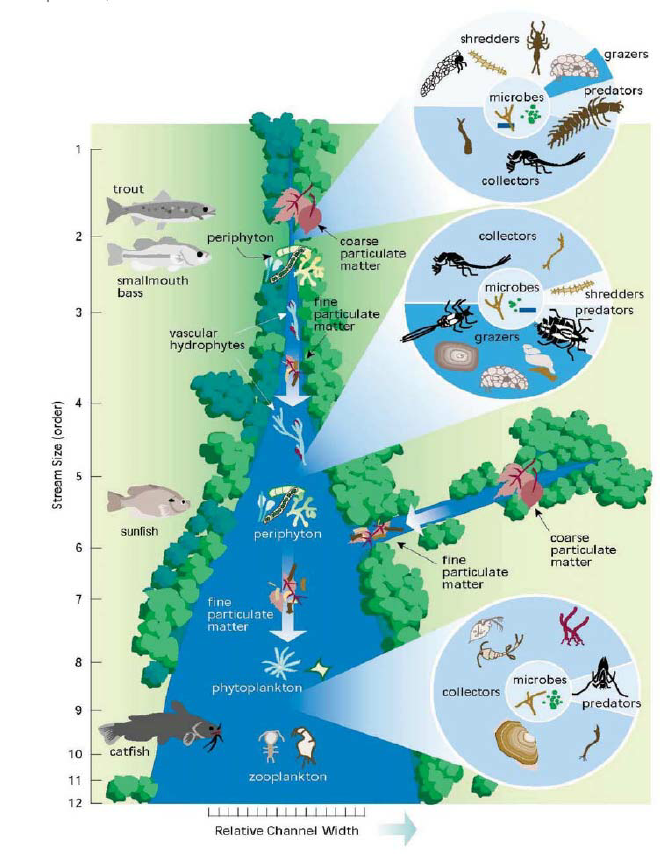 shredders
grazers
predators
microbes
collectors
1
trout
2
periphyton
coarse
particulate
matter
smallmouth
bass
collectors
microbes
shredders
predators
grazers
3
fine
particulate
matter
vascular
hydrophytes
4
Stream Size (order)
5
sunfish
periphyton
6
coarse
particulate
matter
fine
particulate
matter
7
fine
particulate
matter
8
phytoplankton
microbes
collectors
predators
9
catfish
10
zooplankton
11
12
Relative Channel Width